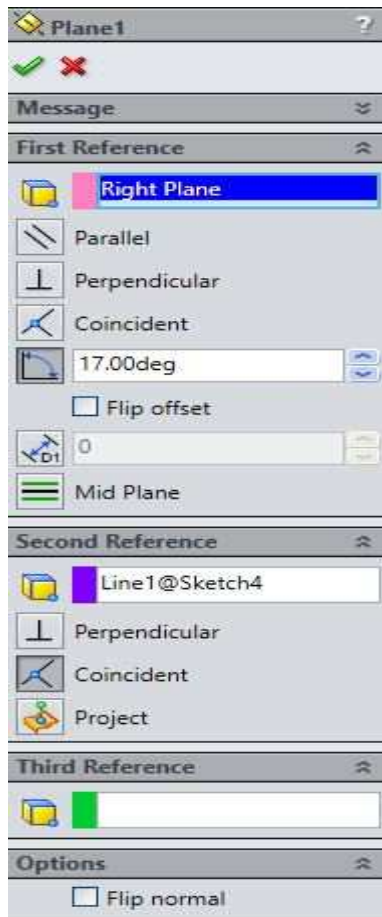 Plane1 ?
Message
First Reference
Right Plane
Parallel
Perpendicular
Coincident
17.00deg
Flip offset
D1 0
Mid Plane
Second Reference
Line1@Sketch4
Perpendicular
Coincident
Project
Third Reference
Options
Flip normal